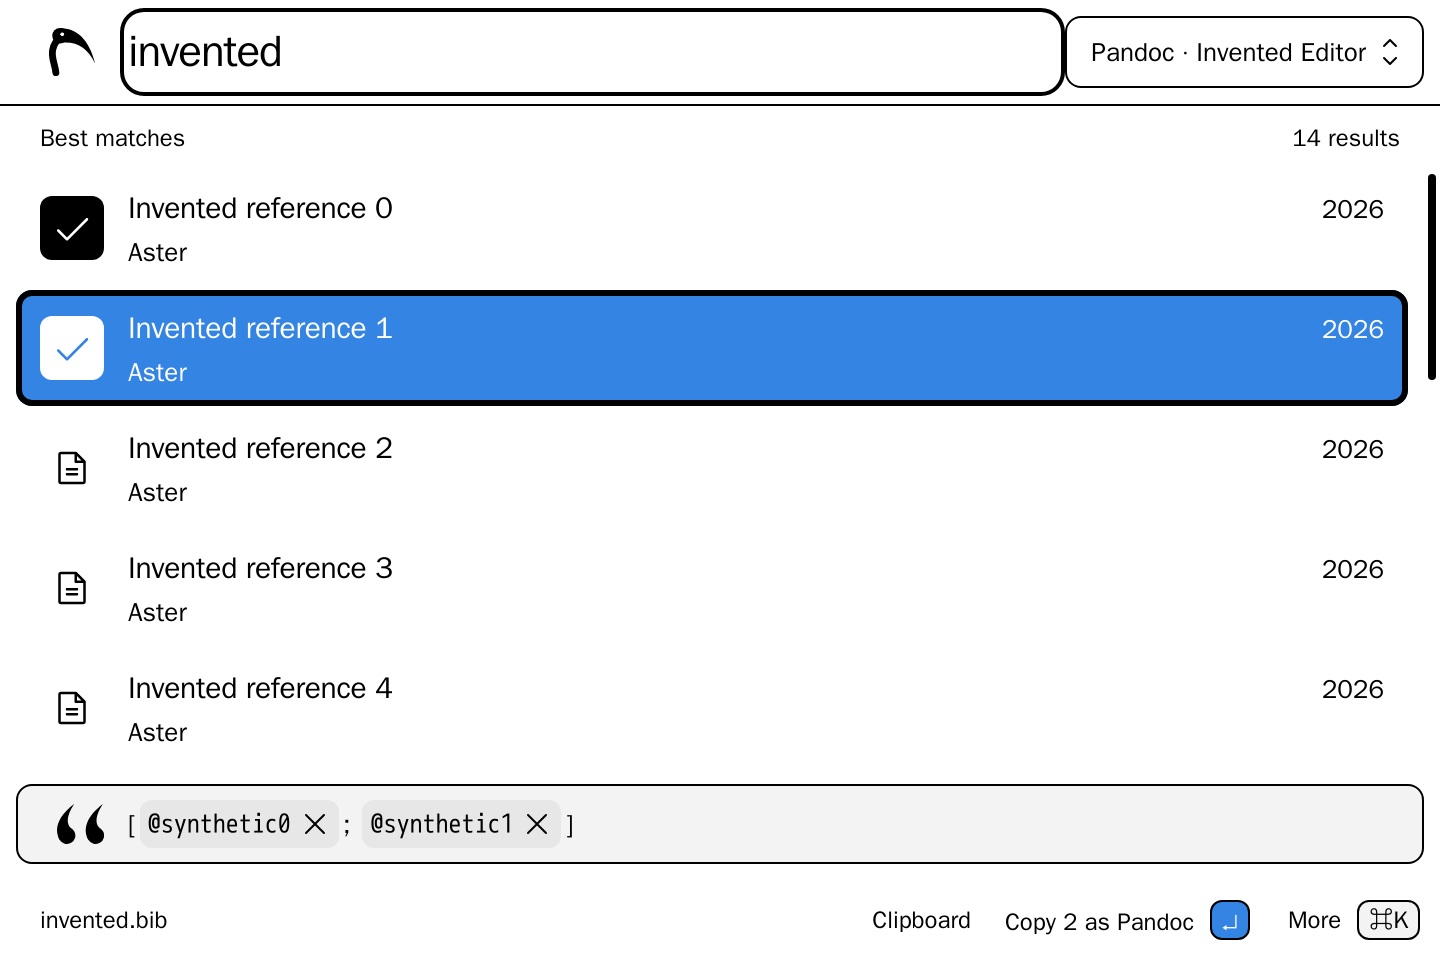 invented
Pandoc · Invented Editor
Best matches
14 results
Invented reference 0
2026
Aster
Invented reference 1
2026
Aster
Invented reference 2
2026
Aster
Invented reference 3
2026
Aster
Invented reference 4
2026
Aster
[ @synthetic0 ; @synthetic1 ]
invented.bib
Clipboard
Copy 2 as Pandoc
More
⌘K